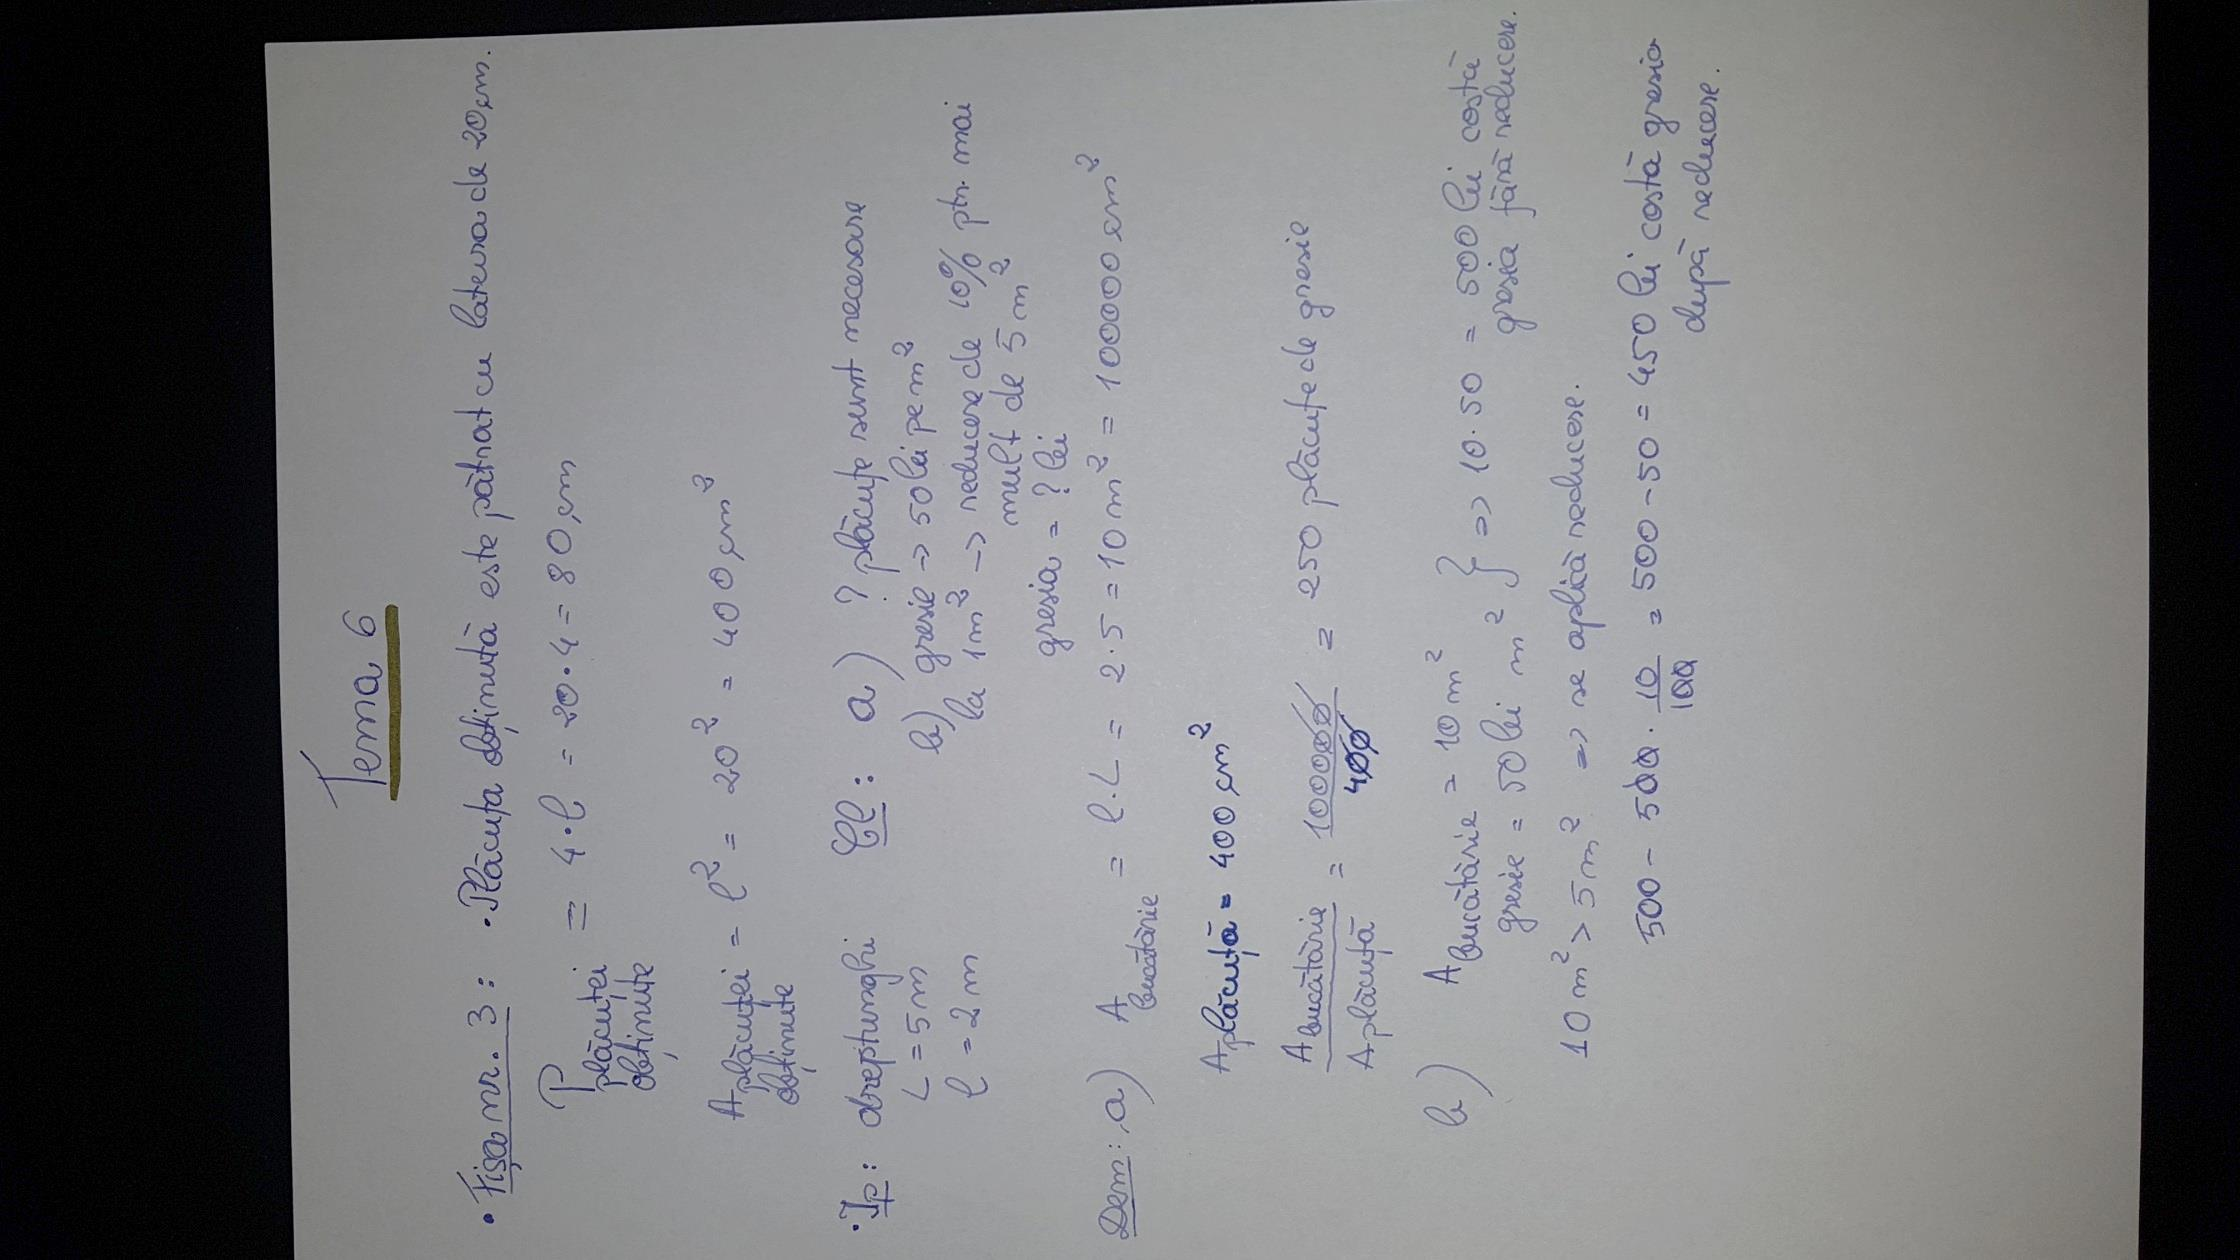 Tema 6
• Fișa nr. 3: • Plăcuța obținută este pătrat cu latura de 20 cm.
P plăcuței obținute = 4·l = 20·4 = 80 cm
A plăcuței obținute = l² = 20² = 400 cm²
• Ip: dreptunghi
L = 5 m
l = 2 m
Cl: a) ? plăcuțe sunt necesare
b) gresie → 50 lei pe m²
la 1 m² → reducere de 10% ptr. mai
mult de 5 m²
gresia = ? lei
Dem: a) A bucătărie = l·L = 2·5 = 10 m² = 100000 cm²
A plăcuță = 400 cm²
A bucătărie / A plăcuță = 100000 / 400 = 250 plăcuțe de gresie
b) A bucătărie = 10 m²
gresie = 50 lei m² } => 10·50 = 500 lei costă
gresia fără reducere.
10 m² > 5 m² => se aplică reducere.
500 - 500 · 10/100 = 500 - 50 = 450 lei costă gresia
după reducere.